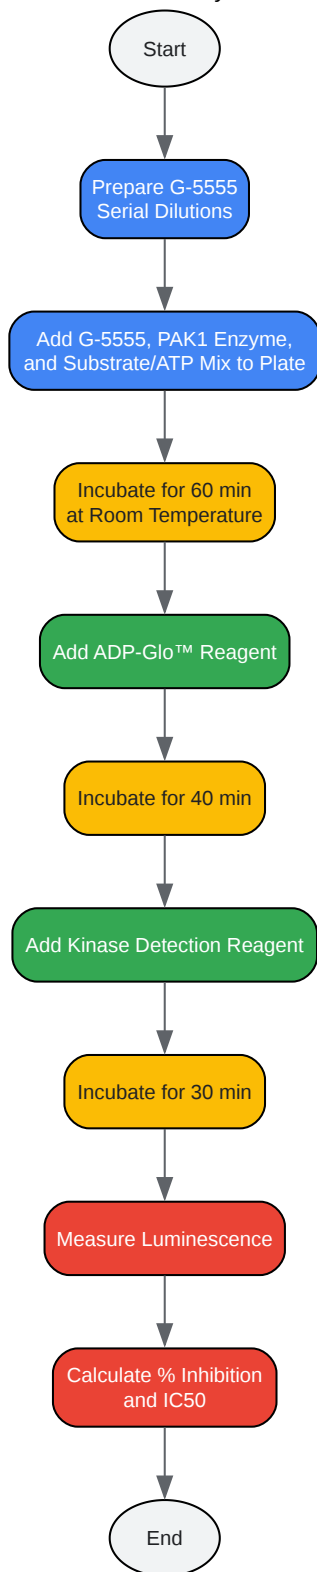 Start
Prepare G-5555
Serial Dilutions
Add G-5555, PAK1 Enzyme,
and Substrate/ATP Mix to Plate
Incubate for 60 min
at Room Temperature
Add ADP-Glo™ Reagent
Incubate for 40 min
Add Kinase Detection Reagent
Incubate for 30 min
Measure Luminescence
Calculate % Inhibition
and IC50
End